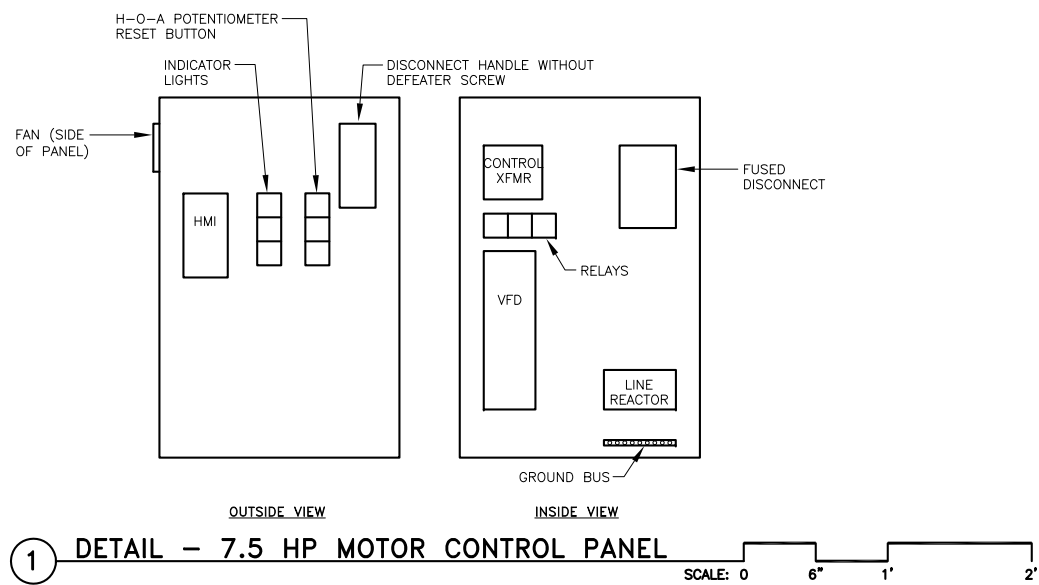 H-O-A POTENTIOMETER
RESET BUTTON
INDICATOR
LIGHTS
DISCONNECT HANDLE WITHOUT
DEFEATER SCREW
FAN (SIDE
OF PANEL)
HMI
CONTROL
XFMR
FUSED
DISCONNECT
RELAYS
VFD
LINE
REACTOR
GROUND BUS
OUTSIDE VIEW
INSIDE VIEW
1
DETAIL - 7.5 HP MOTOR CONTROL PANEL
SCALE: 0 6" 1' 2'